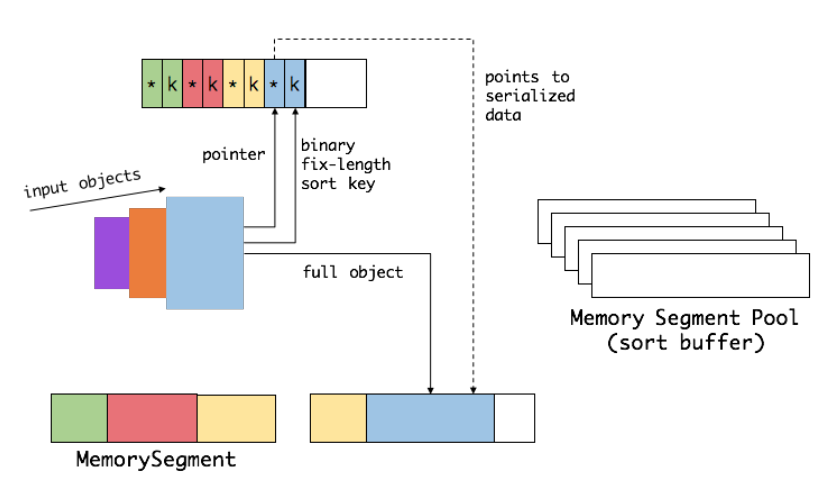 * k * k * k * k
points to
serialized
data
pointer
binary
fix-length
sort key
input objects
full object
Memory Segment Pool
(sort buffer)
MemorySegment